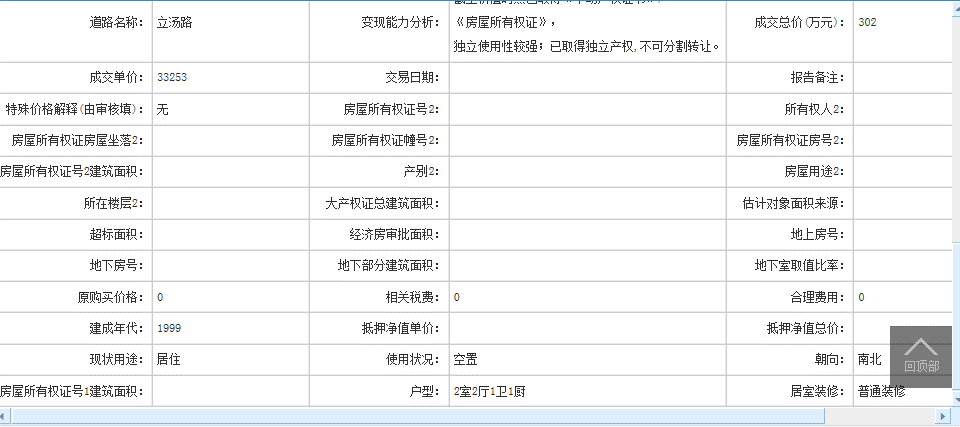 道路名称： 立汤路 变现能力分析： 《房屋所有权证》， 成交总价(万元)： 302
独立使用性较强；已取得独立产权,不可分割转让。
成交单价： 33253 交易日期： 报告备注：
特殊价格解释(由审核填)： 无 房屋所有权证号2： 所有权人2：
房屋所有权证房屋坐落2： 房屋所有权证幢号2： 房屋所有权证房号2：
房屋所有权证号2建筑面积： 产别2： 房屋用途2：
所在楼层2： 大产权证总建筑面积： 估计对象面积来源：
超标面积： 经济房审批面积： 地上房号：
地下房号： 地下部分建筑面积： 地下室取值比率：
原购买价格： 0 相关税费： 0 合理费用： 0
建成年代： 1999 抵押净值单价： 抵押净值总价：
现状用途： 居住 使用状况： 空置 朝向： 南北
回顶部
房屋所有权证号1建筑面积： 户型： 2室2厅1卫1厨 居室装修： 普通装修